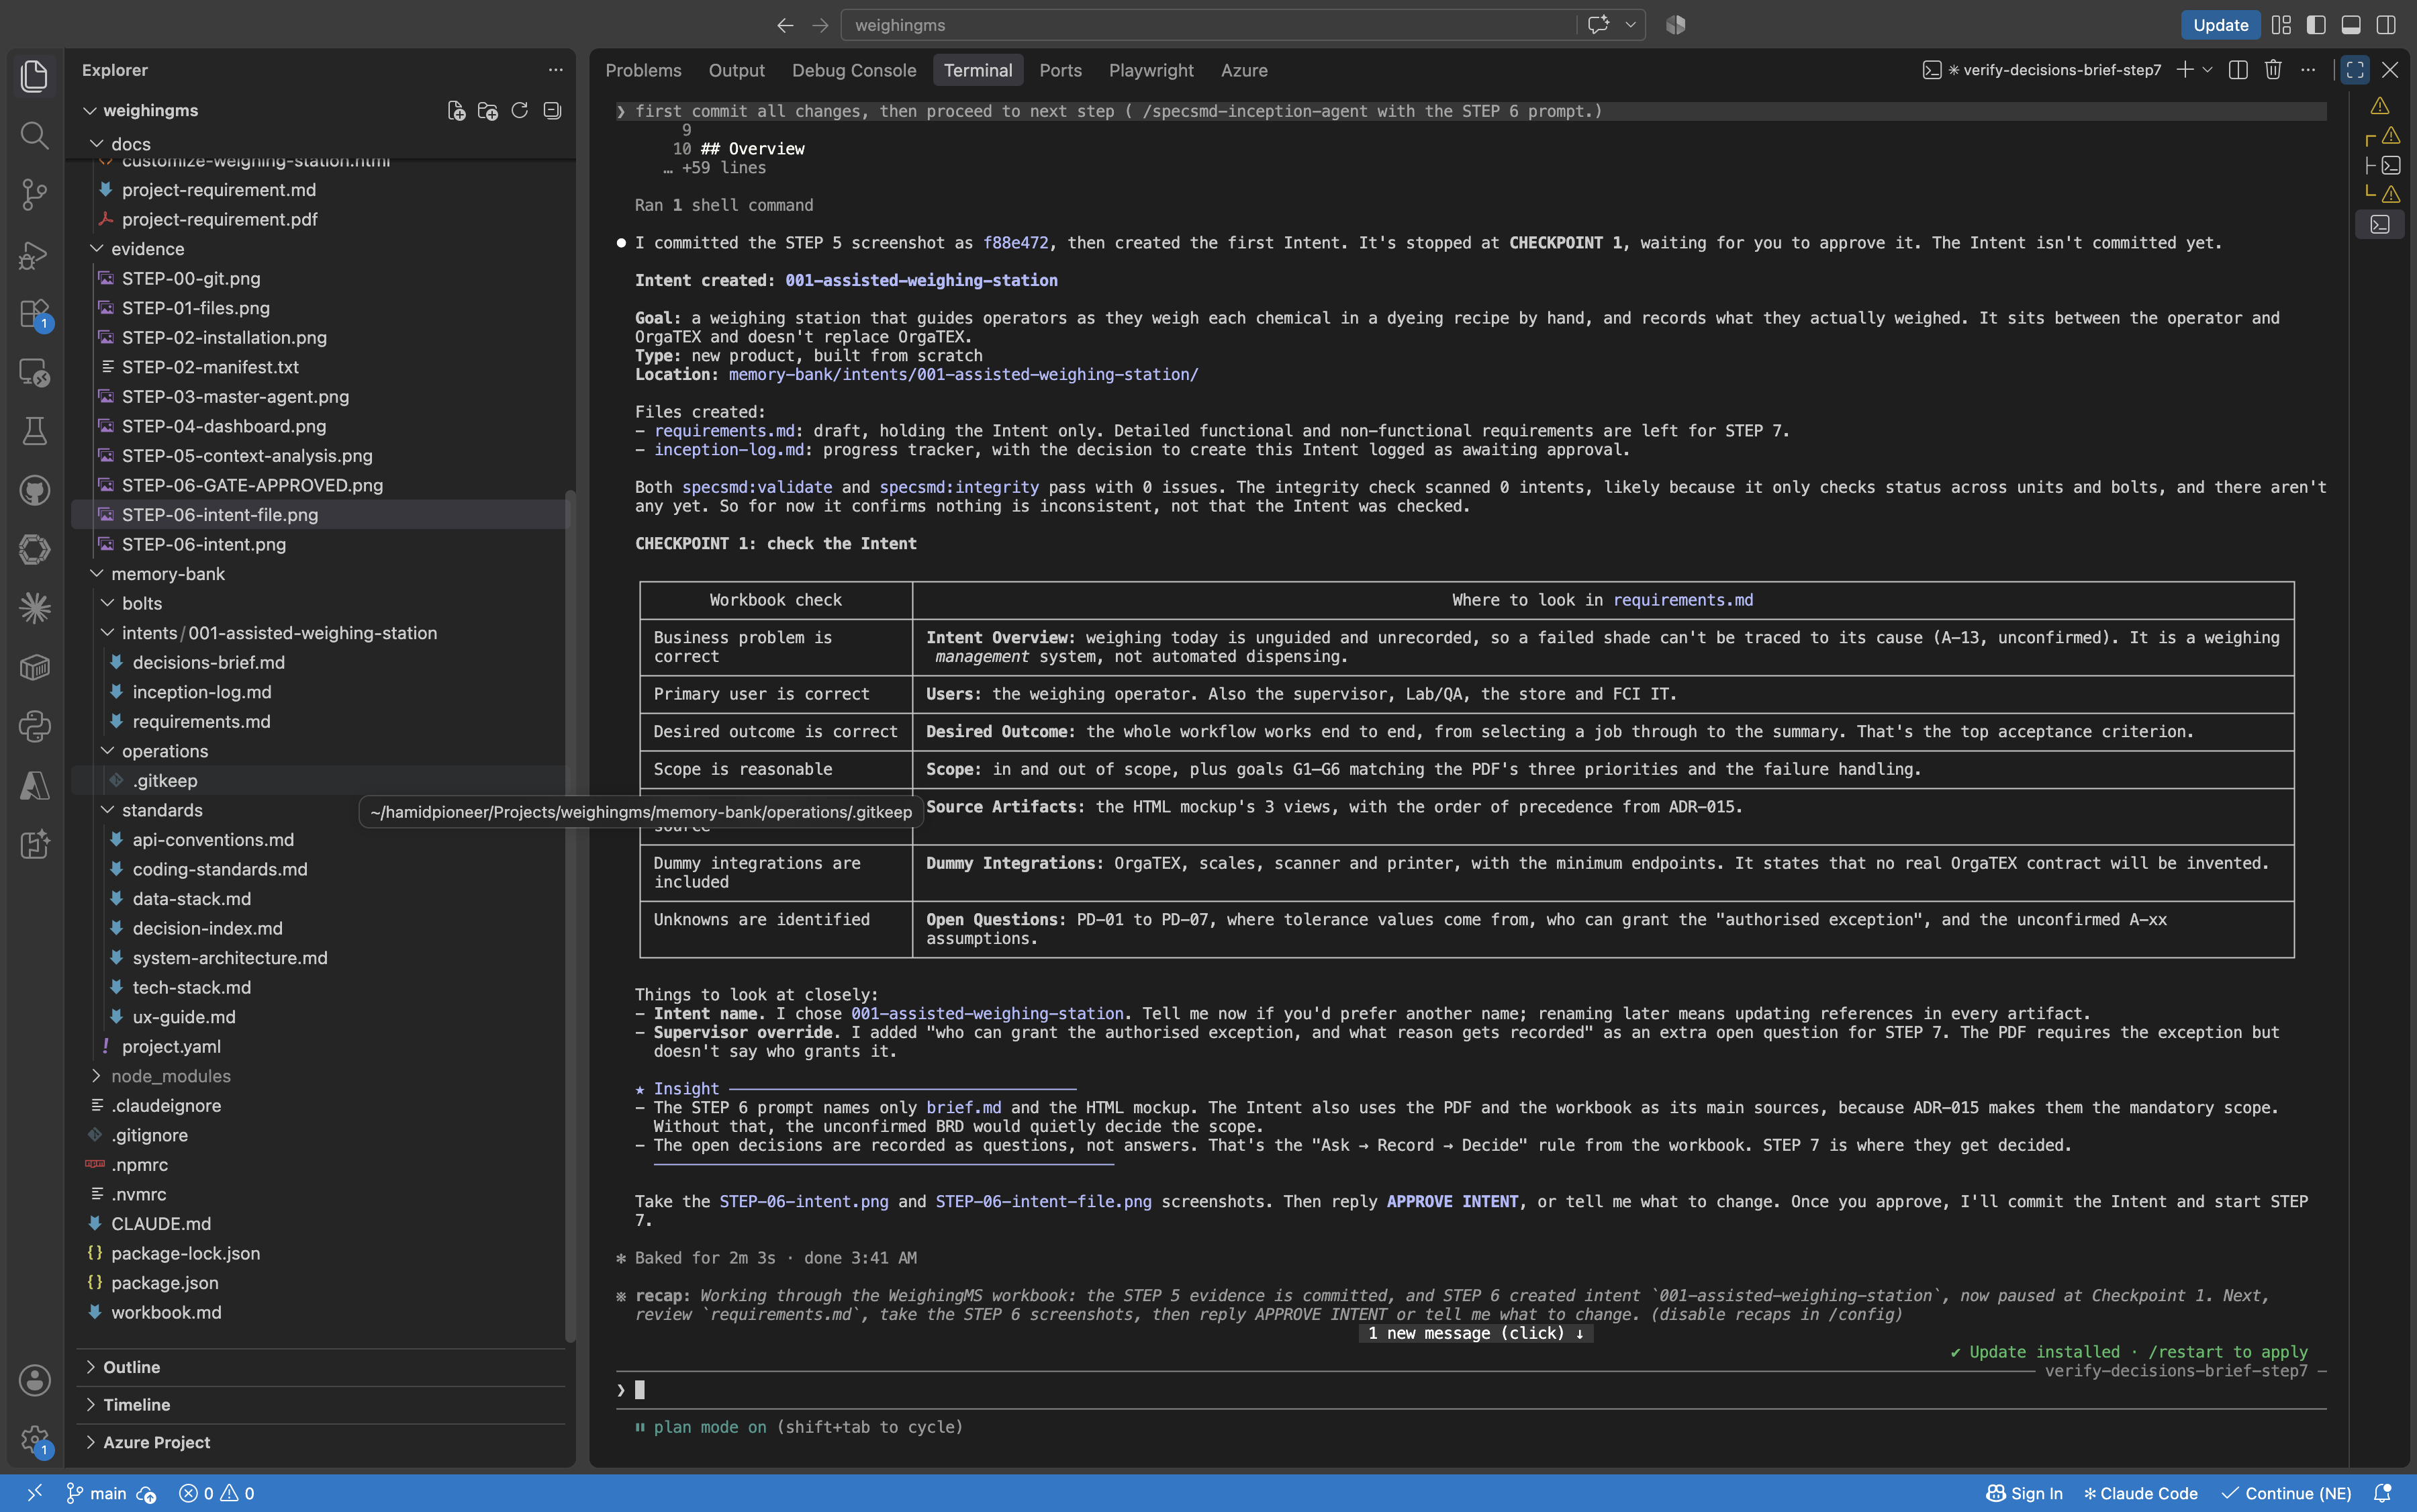 weighingms
Update
Explorer
weighingms
docs
customize-weighing-station.html
project-requirement.md
project-requirement.pdf
evidence
STEP-00-git.png
STEP-01-files.png
STEP-02-installation.png
STEP-02-manifest.txt
STEP-03-master-agent.png
STEP-04-dashboard.png
STEP-05-context-analysis.png
STEP-06-GATE-APPROVED.png
STEP-06-intent-file.png
STEP-06-intent.png
memory-bank
bolts
intents/001-assisted-weighing-station
decisions-brief.md
inception-log.md
requirements.md
operations
.gitkeep
standards
api-conventions.md
coding-standards.md
data-stack.md
decision-index.md
system-architecture.md
tech-stack.md
ux-guide.md
project.yaml
node_modules
.claudeignore
.gitignore
.npmrc
.nvmrc
CLAUDE.md
package-lock.json
package.json
workbook.md
Outline
Timeline
Azure Project
1
1
~/hamidpioneer/Projects/weighingms/memory-bank/operations/.gitkeep
Problems Output Debug Console Terminal Ports Playwright Azure
verify-decisions-brief-step7
❯ first commit all changes, then proceed to next step ( /specsmd-inception-agent with the STEP 6 prompt.)
9
10 ## Overview
… +59 lines
Ran 1 shell command
● I committed the STEP 5 screenshot as f88e472, then created the first Intent. It's stopped at CHECKPOINT 1, waiting for you to approve it. The Intent isn't committed yet.
Intent created: 001-assisted-weighing-station
Goal: a weighing station that guides operators as they weigh each chemical in a dyeing recipe by hand, and records what they actually weighed. It sits between the operator and
OrgaTEX and doesn't replace OrgaTEX.
Type: new product, built from scratch
Location: memory-bank/intents/001-assisted-weighing-station/
Files created:
- requirements.md: draft, holding the Intent only. Detailed functional and non-functional requirements are left for STEP 7.
- inception-log.md: progress tracker, with the decision to create this Intent logged as awaiting approval.
Both specsmd:validate and specsmd:integrity pass with 0 issues. The integrity check scanned 0 intents, likely because it only checks status across units and bolts, and there aren't
any yet. So for now it confirms nothing is inconsistent, not that the Intent was checked.
CHECKPOINT 1: check the Intent
Workbook check | Where to look in requirements.md
Business problem is correct | Intent Overview: weighing today is unguided and unrecorded, so a failed shade can't be traced to its cause (A-13, unconfirmed). It is a weighing
management system, not automated dispensing.
Primary user is correct | Users: the weighing operator. Also the supervisor, Lab/QA, the store and FCI IT.
Desired outcome is correct | Desired Outcome: the whole workflow works end to end, from selecting a job through to the summary. That's the top acceptance criterion.
Scope is reasonable | Scope: in and out of scope, plus goals G1–G6 matching the PDF's three priorities and the failure handling.
source | Source Artifacts: the HTML mockup's 3 views, with the order of precedence from ADR-015.
Dummy integrations are included | Dummy Integrations: OrgaTEX, scales, scanner and printer, with the minimum endpoints. It states that no real OrgaTEX contract will be invented.
Unknowns are identified | Open Questions: PD-01 to PD-07, where tolerance values come from, who can grant the "authorised exception", and the unconfirmed A-xx
assumptions.
Things to look at closely:
- Intent name. I chose 001-assisted-weighing-station. Tell me now if you'd prefer another name; renaming later means updating references in every artifact.
- Supervisor override. I added "who can grant the authorised exception, and what reason gets recorded" as an extra open question for STEP 7. The PDF requires the exception but
doesn't say who grants it.
★ Insight
- The STEP 6 prompt names only brief.md and the HTML mockup. The Intent also uses the PDF and the workbook as its main sources, because ADR-015 makes them the mandatory scope.
Without that, the unconfirmed BRD would quietly decide the scope.
- The open decisions are recorded as questions, not answers. That's the "Ask → Record → Decide" rule from the workbook. STEP 7 is where they get decided.
Take the STEP-06-intent.png and STEP-06-intent-file.png screenshots. Then reply APPROVE INTENT, or tell me what to change. Once you approve, I'll commit the Intent and start STEP
7.
✻ Baked for 2m 3s · done 3:41 AM
※ recap: Working through the WeighingMS workbook: the STEP 5 evidence is committed, and STEP 6 created intent `001-assisted-weighing-station`, now paused at Checkpoint 1. Next,
review `requirements.md`, take the STEP 6 screenshots, then reply APPROVE INTENT or tell me what to change. (disable recaps in /config)
1 new message (click) ↓
✔ Update installed · /restart to apply
verify-decisions-brief-step7
❯
⏸ plan mode on (shift+tab to cycle)
main 0 0
Sign In Claude Code Continue (NE)